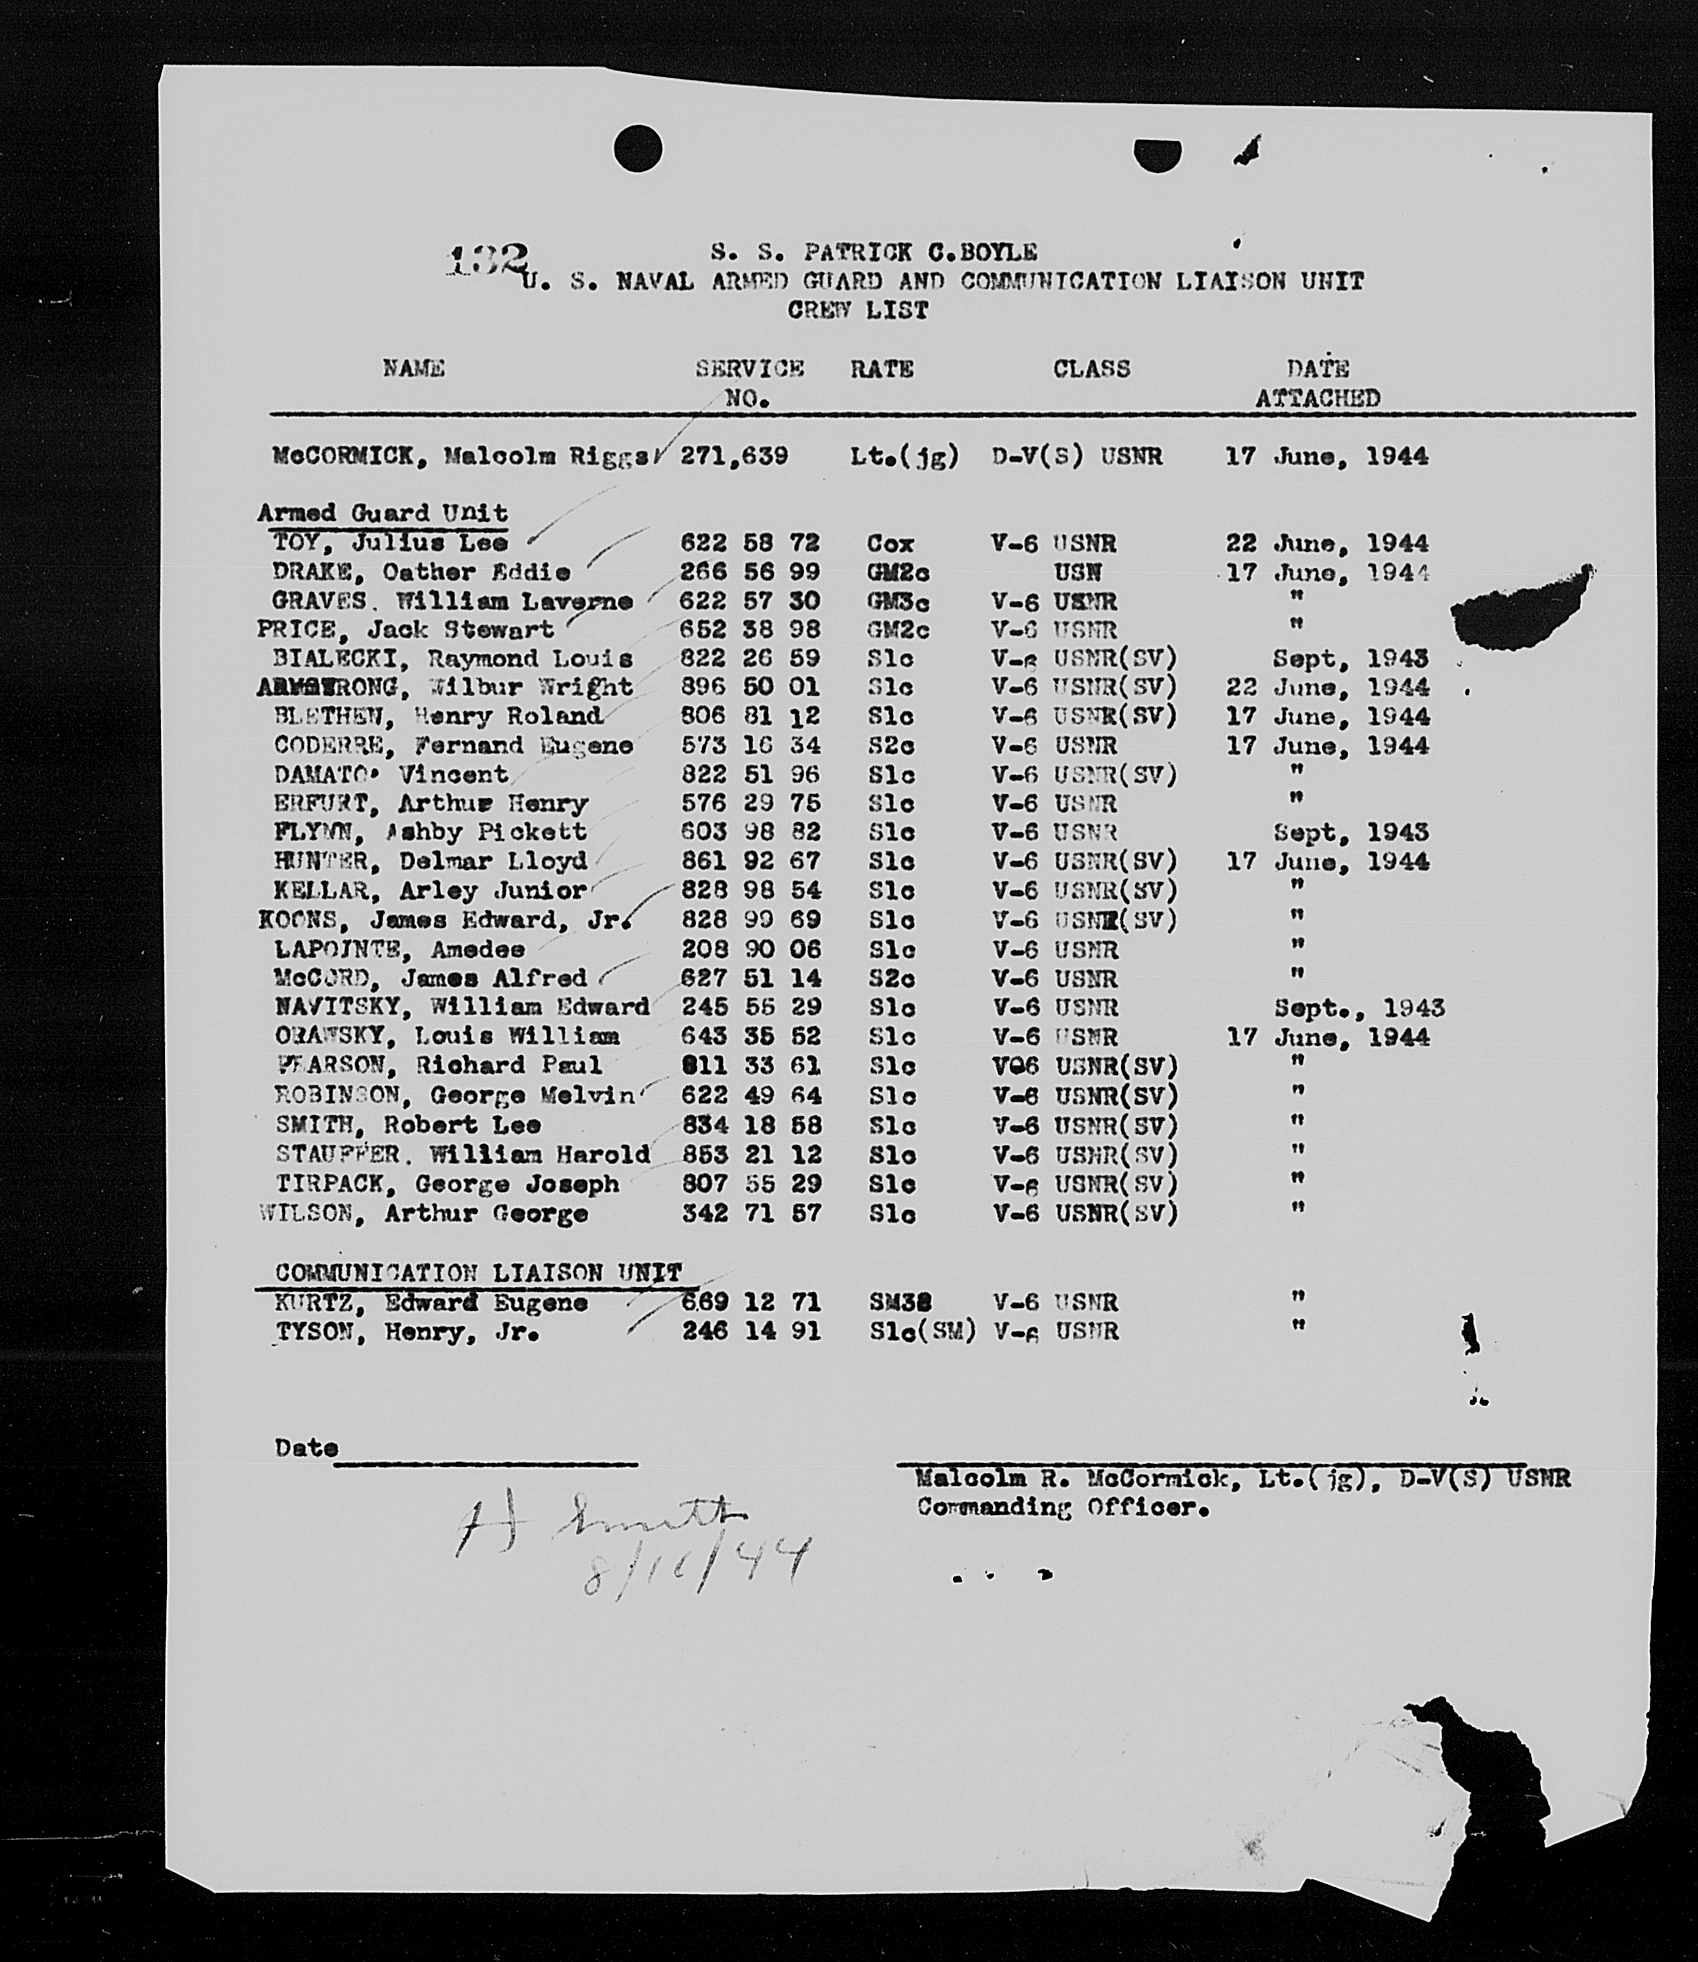 132
S. S. PATRICK C.BOYLE
U. S. NAVAL ARMED GUARD AND COMMUNICATION LIAISON UNIT
CREW LIST
NAME SERVICE RATE CLASS DATE
NO. ATTACHED
McCORMICK, Malcolm Riggs 271,639 Lt.(jg) D-V(S) USNR 17 June, 1944
Armed Guard Unit
TOY, Julius Lee 622 58 72 Cox V-6 USNR 22 June, 1944
DRAKE, Oather Eddie 266 56 99 GM2c USN 17 June, 1944
GRAVES. William Laverne 622 57 30 GM3c V-6 USNR "
PRICE, Jack Stewart 652 38 98 GM2c V-6 USNR "
BIALECKI, Raymond Louis 822 26 59 S1c V-6 USNR(SV) Sept, 1943
ARMSTRONG, Wilbur Wright 896 50 01 S1c V-6 USNR(SV) 22 June, 1944
BLETHEN, Henry Roland 806 81 12 S1c V-6 USNR(SV) 17 June, 1944
CODERRE, Fernand Eugene 573 16 34 S2c V-6 USNR 17 June, 1944
DAMATO, Vincent 822 51 96 S1c V-6 USNR(SV) "
ERFURT, Arthur Henry 576 29 75 S1c V-6 USNR "
FLYNN, Ashby Pickett 603 98 82 S1c V-6 USNR Sept, 1943
HUNTER, Delmar Lloyd 861 92 67 S1c V-6 USNR(SV) 17 June, 1944
KELLAR, Arley Junior 828 98 54 S1c V-6 USNR(SV) "
KOONS, James Edward, Jr. 828 99 69 S1c V-6 USNR(SV) "
LAPOINTE, Amedee 208 90 06 S1c V-6 USNR "
McCORD, James Alfred 627 51 14 S2c V-6 USNR "
NAVITSKY, William Edward 245 55 29 S1c V-6 USNR Sept., 1943
ORAWSKY, Louis William 643 35 52 S1c V-6 USNR 17 June, 1944
PEARSON, Richard Paul 811 33 61 S1c V06 USNR(SV) "
ROBINSON, George Melvin 622 49 64 S1c V-6 USNR(SV) "
SMITH, Robert Lee 834 18 58 S1c V-6 USNR(SV) "
STAUFFER. William Harold 853 21 12 S1c V-6 USNR(SV) "
TIRPACK, George Joseph 807 55 29 S1c V-6 USNR(SV) "
WILSON, Arthur George 342 71 57 S1c V-6 USNR(SV) "
COMMUNICATION LIAISON UNIT
KURTZ, Edward Eugene 669 12 71 SM3c V-6 USNR "
TYSON, Henry, Jr. 246 14 91 S1c(SM) V-6 USNR "
Date
Malcolm R. McCormick, Lt.(jg), D-V(S) USNR
Commanding Officer.
Smith
8/16/44